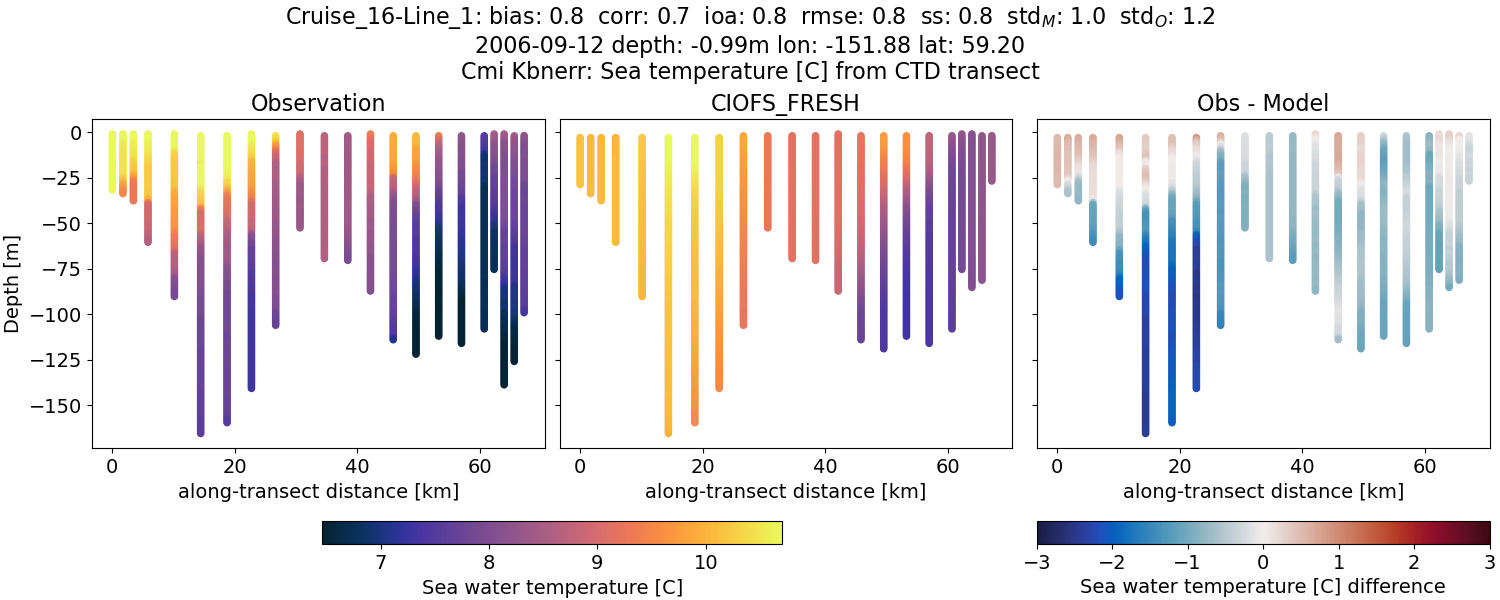 Cruise_16-Line_1: bias: 0.8  corr: 0.7  ioa: 0.8  rmse: 0.8  ss: 0.8  std_M: 1.0  std_O: 1.2
2006-09-12 depth: -0.99m lon: -151.88 lat: 59.20
Cmi Kbnerr: Sea temperature [C] from CTD transect
Observation
CIOFS_FRESH
Obs - Model
Depth [m]
0
−25
−50
−75
−100
−125
−150
0 20 40 60
0 20 40 60
0 20 40 60
along-transect distance [km]
along-transect distance [km]
along-transect distance [km]
7 8 9 10
Sea water temperature [C]
−3 −2 −1 0 1 2 3
Sea water temperature [C] difference